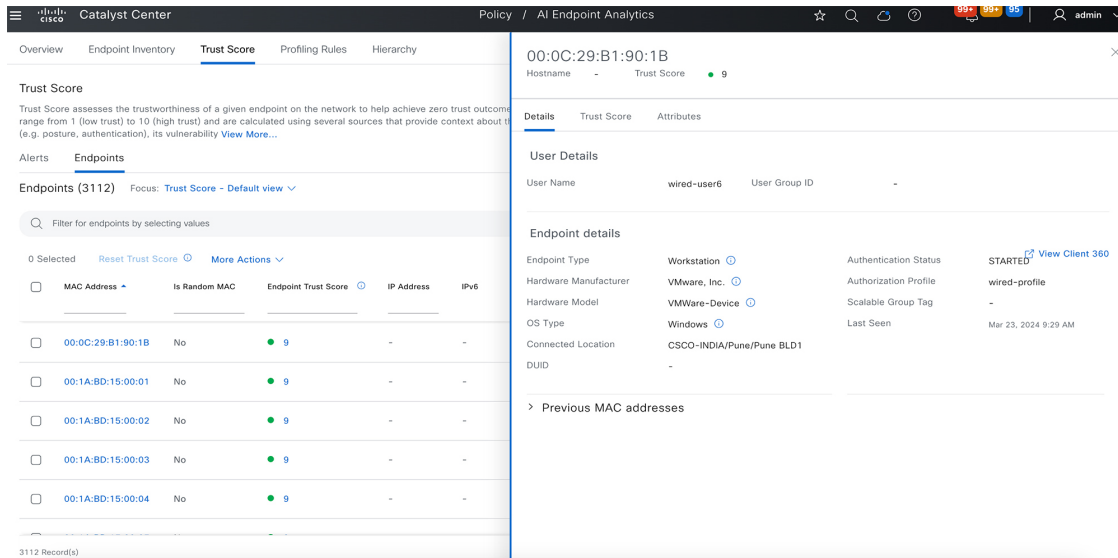 CISCO Catalyst Center
Policy / AI Endpoint Analytics
99+ 99+ 95
admin
Overview Endpoint Inventory Trust Score Profiling Rules Hierarchy
Trust Score
Trust Score assesses the trustworthiness of a given endpoint on the network to help achieve zero trust outcome
range from 1 (low trust) to 10 (high trust) and are calculated using several sources that provide context about
(e.g. posture, authentication), its vulnerability View More...
Alerts Endpoints
Endpoints (3112) Focus: Trust Score - Default view
Filter for endpoints by selecting values
0 Selected Reset Trust Score More Actions
MAC Address Is Random MAC Endpoint Trust Score IP Address IPv6
00:0C:29:B1:90:1B No 9 - -
00:1A:BD:15:00:01 No 9 - -
00:1A:BD:15:00:02 No 9 - -
00:1A:BD:15:00:03 No 9 - -
00:1A:BD:15:00:04 No 9 - -
3112 Record(s)
00:0C:29:B1:90:1B
Hostname - Trust Score 9
Details Trust Score Attributes
User Details
User Name wired-user6 User Group ID -
Endpoint details
View Client 360
Endpoint Type Workstation Authentication Status STARTED
Hardware Manufacturer VMware, Inc. Authorization Profile wired-profile
Hardware Model VMWare-Device Scalable Group Tag -
OS Type Windows Last Seen Mar 23, 2024 9:29 AM
Connected Location CSCO-INDIA/Pune/Pune BLD1
DUID -
Previous MAC addresses